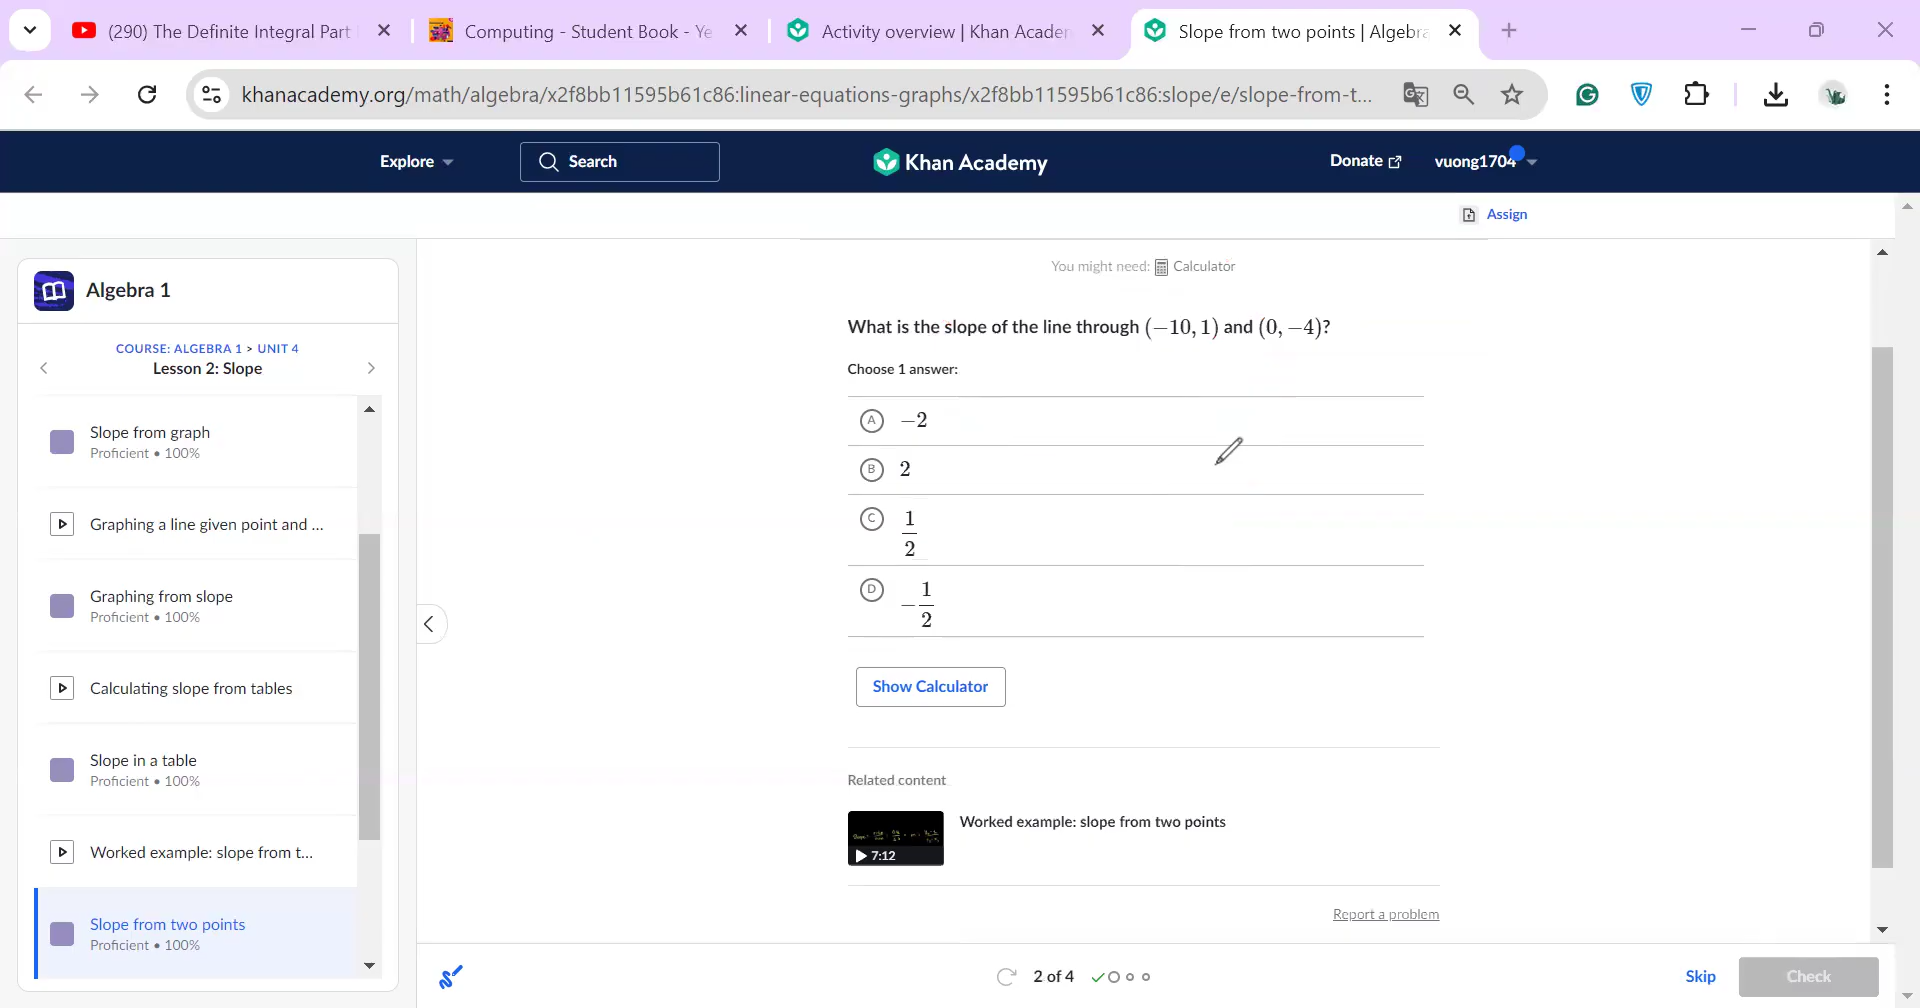 (290) The Definite Integral Part
Computing - Student Book - Ye
Activity overview | Khan Academ
Slope from two points | Algebra
khanacademy.org/math/algebra/x2f8bb11595b61c86:linear-equations-graphs/x2f8bb11595b61c86:slope/e/slope-from-t...
Explore
Search
Khan Academy
Donate
vuong1704
Assign
Algebra 1
COURSE: ALGEBRA 1 > UNIT 4
Lesson 2: Slope
Slope from graph
Proficient • 100%
Graphing a line given point and ...
Graphing from slope
Proficient • 100%
Calculating slope from tables
Slope in a table
Proficient • 100%
Worked example: slope from t...
Slope from two points
Proficient • 100%
You might need: Calculator
What is the slope of the line through (−10, 1) and (0, −4)?
Choose 1 answer:
A −2
B 2
C 1/2
D −1/2
Show Calculator
Related content
7:12
Worked example: slope from two points
Report a problem
2 of 4
Skip
Check